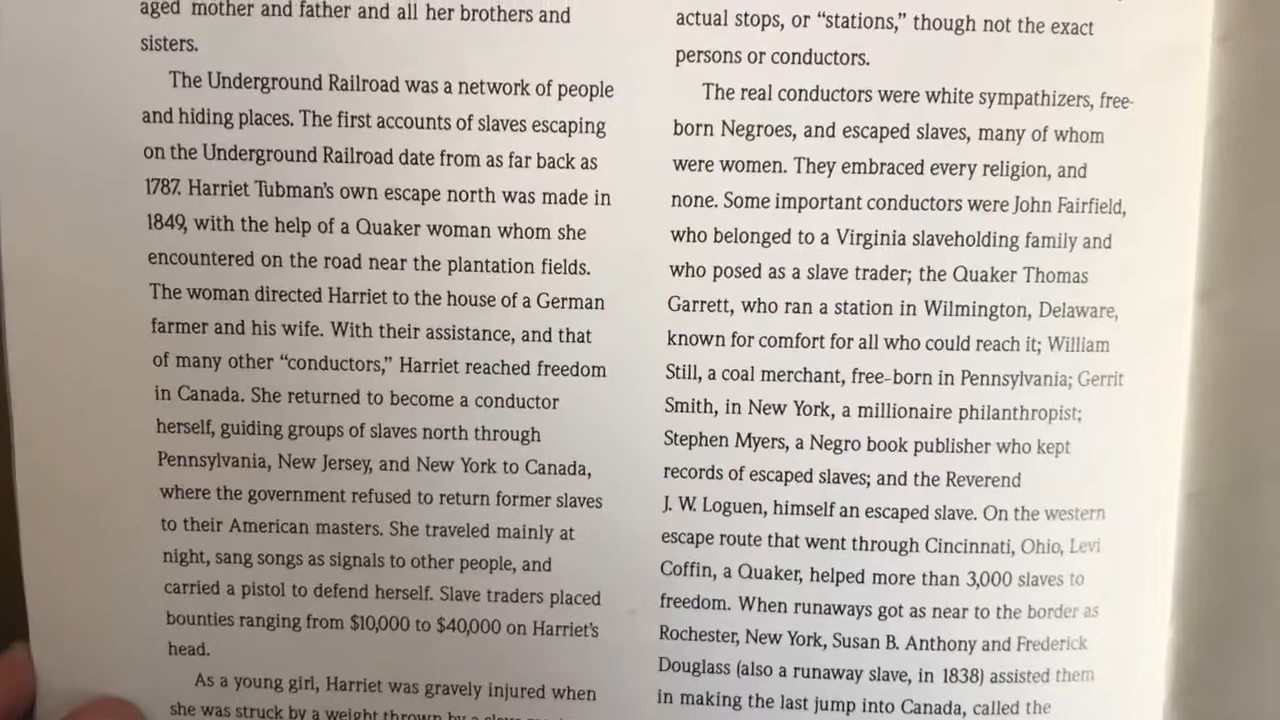 aged mother and father and all her brothers and
sisters.
The Underground Railroad was a network of people
and hiding places. The first accounts of slaves escaping
on the Underground Railroad date from as far back as
1787. Harriet Tubman's own escape north was made in
1849, with the help of a Quaker woman whom she
encountered on the road near the plantation fields.
The woman directed Harriet to the house of a German
farmer and his wife. With their assistance, and that
of many other “conductors,” Harriet reached freedom
in Canada. She returned to become a conductor
herself, guiding groups of slaves north through
Pennsylvania, New Jersey, and New York to Canada,
where the government refused to return former slaves
to their American masters. She traveled mainly at
night, sang songs as signals to other people, and
carried a pistol to defend herself. Slave traders placed
bounties ranging from $10,000 to $40,000 on Harriet's
head.
As a young girl, Harriet was gravely injured when
she was struck by a weight thrown by a
actual stops, or “stations,” though not the exact
persons or conductors.
The real conductors were white sympathizers, free-
born Negroes, and escaped slaves, many of whom
were women. They embraced every religion, and
none. Some important conductors were John Fairfield,
who belonged to a Virginia slaveholding family and
who posed as a slave trader; the Quaker Thomas
Garrett, who ran a station in Wilmington, Delaware,
known for comfort for all who could reach it; William
Still, a coal merchant, free-born in Pennsylvania; Gerrit
Smith, in New York, a millionaire philanthropist;
Stephen Myers, a Negro book publisher who kept
records of escaped slaves; and the Reverend
J. W. Loguen, himself an escaped slave. On the western
escape route that went through Cincinnati, Ohio, Levi
Coffin, a Quaker, helped more than 3,000 slaves to
freedom. When runaways got as near to the border as
Rochester, New York, Susan B. Anthony and Frederick
Douglass (also a runaway slave, in 1838) assisted them
in making the last jump into Canada, called the